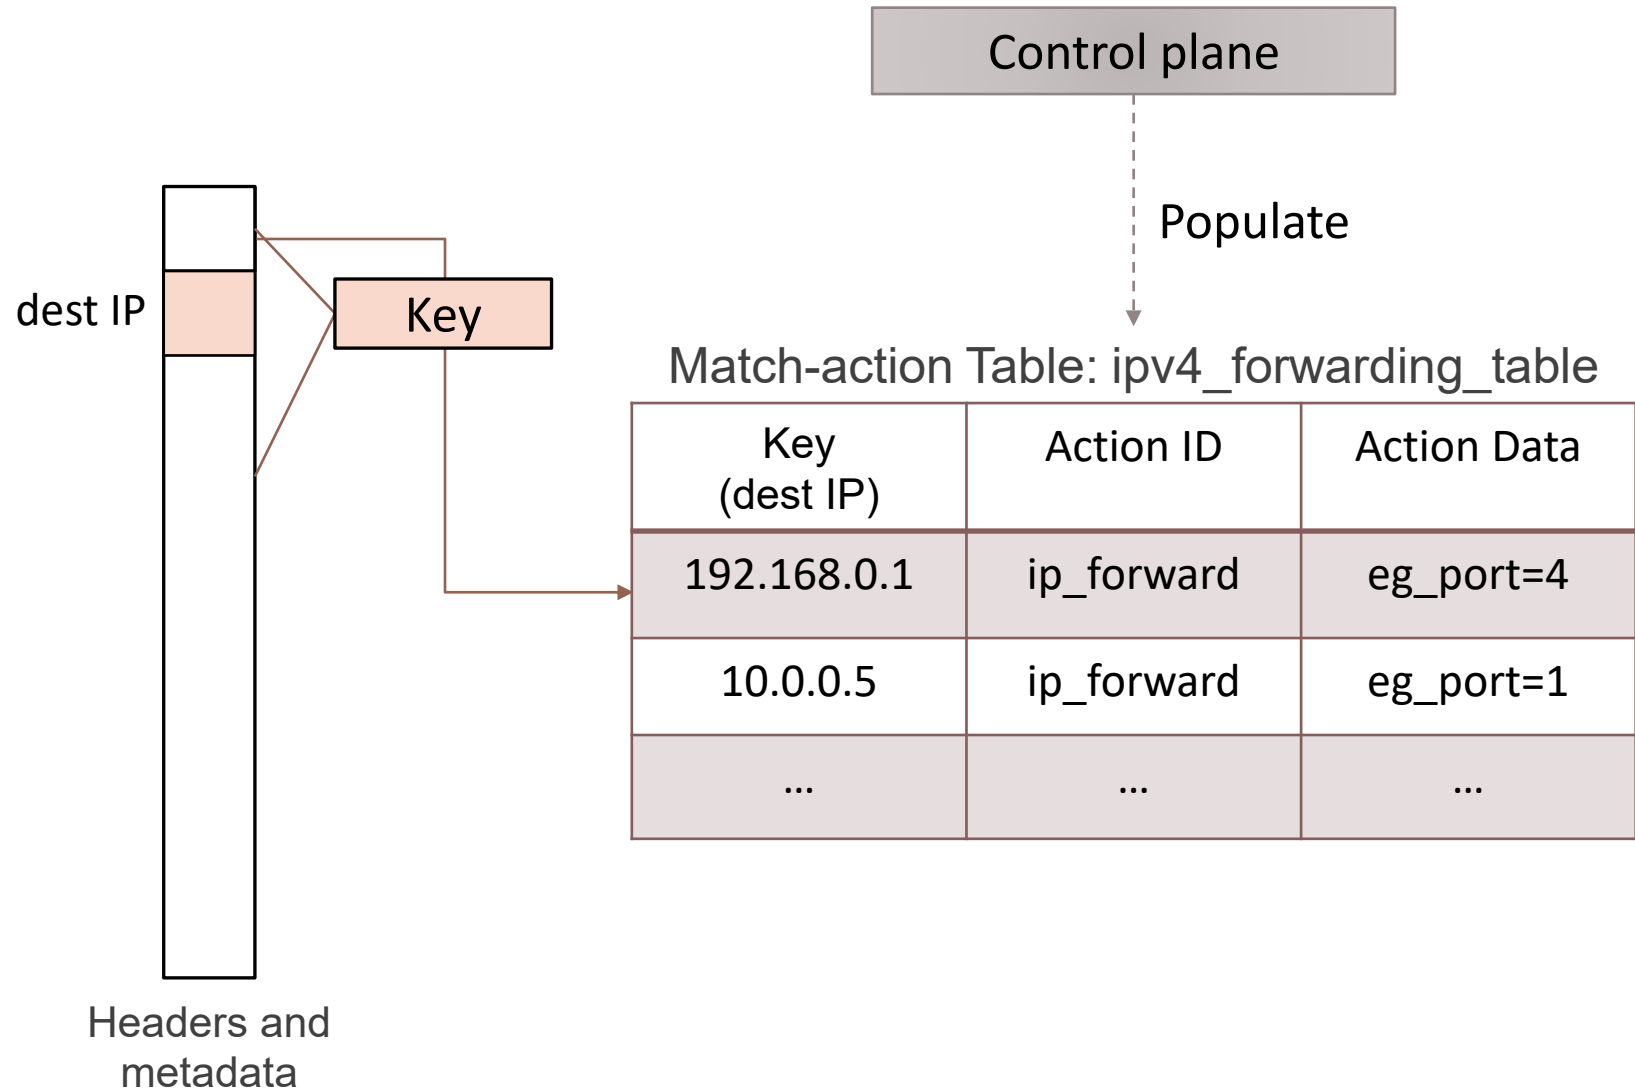 Control plane
Populate
dest IP
Key
Match-action Table: ipv4_forwarding_table
Key
(dest IP)
Action ID
Action Data
192.168.0.1
ip_forward
eg_port=4
10.0.0.5
ip_forward
eg_port=1
...
...
...
Headers and
metadata